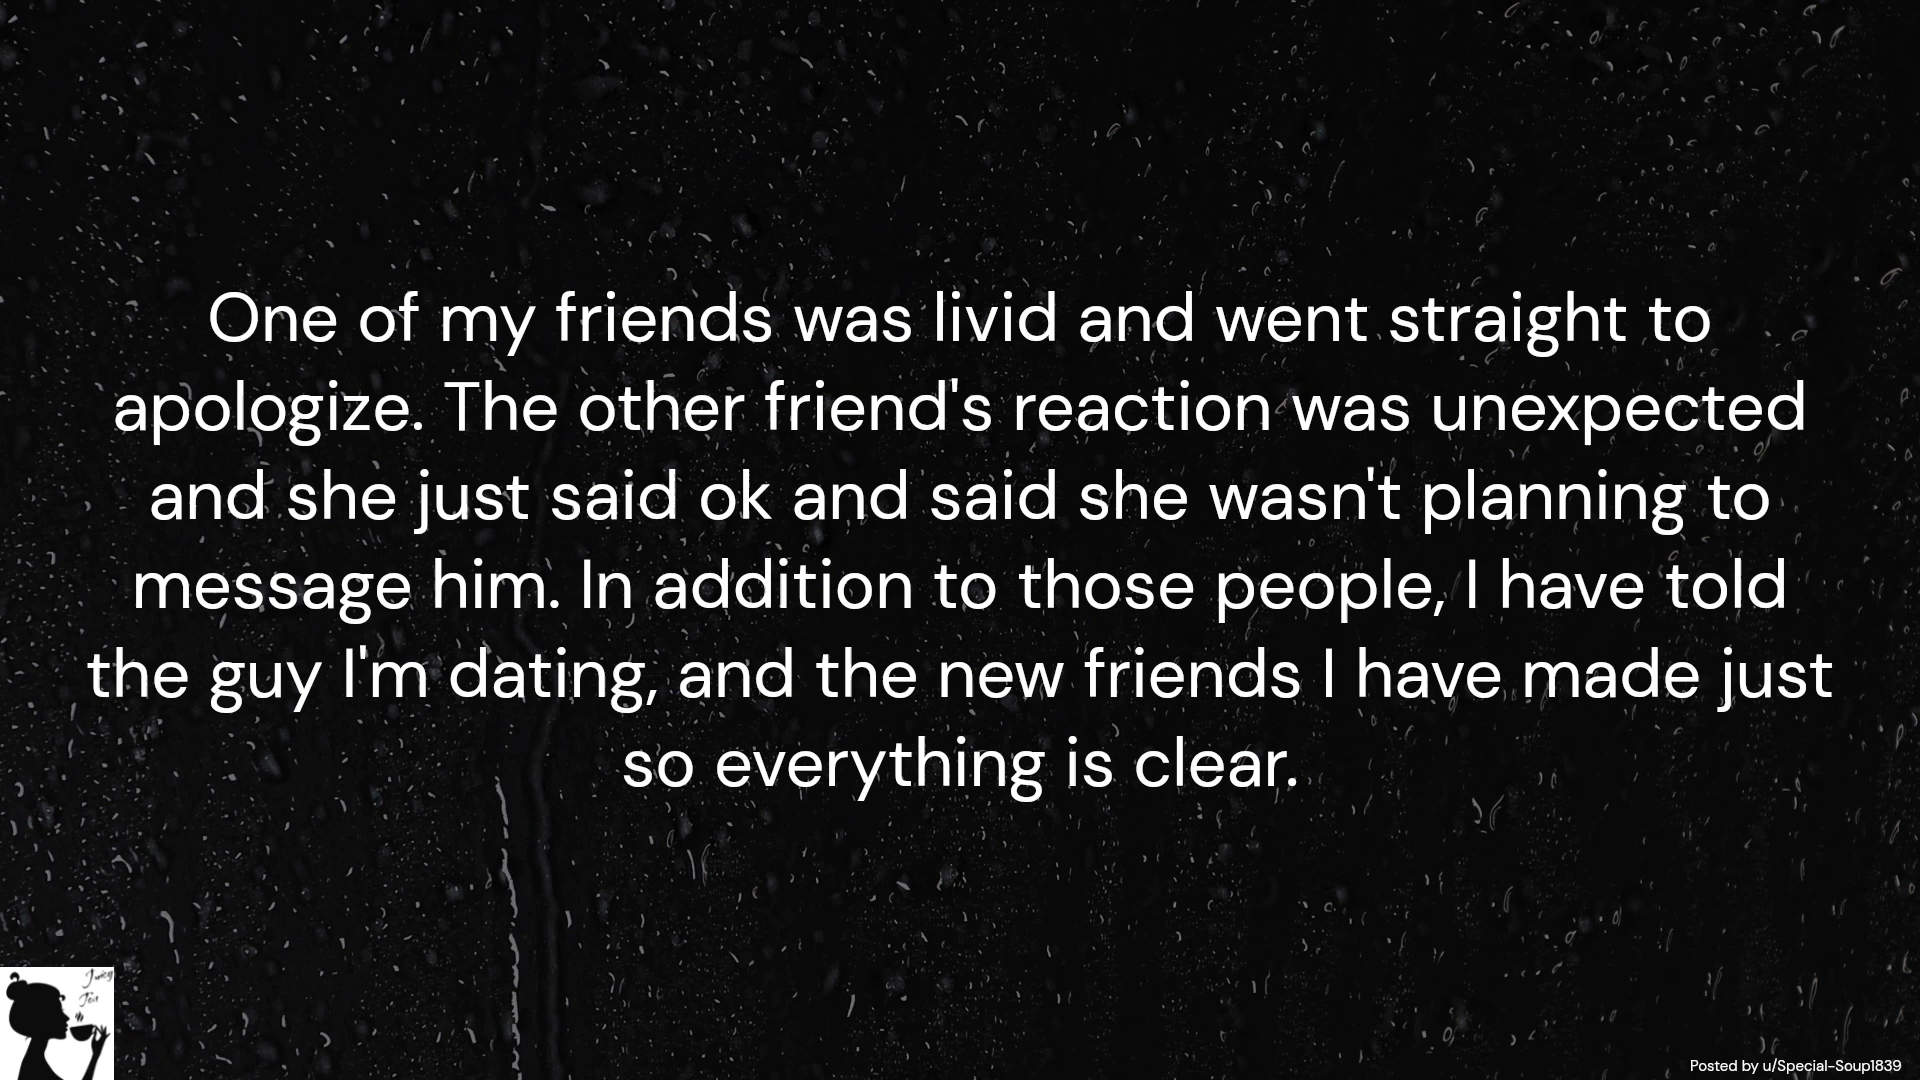 One of my friends was livid and went straight to
apologize. The other friend's reaction was unexpected
and she just said ok and said she wasn't planning to
message him. In addition to those people, I have told
the guy I'm dating, and the new friends I have made just
so everything is clear.
Juicy
Tea
Posted by u/Special-Soup1839